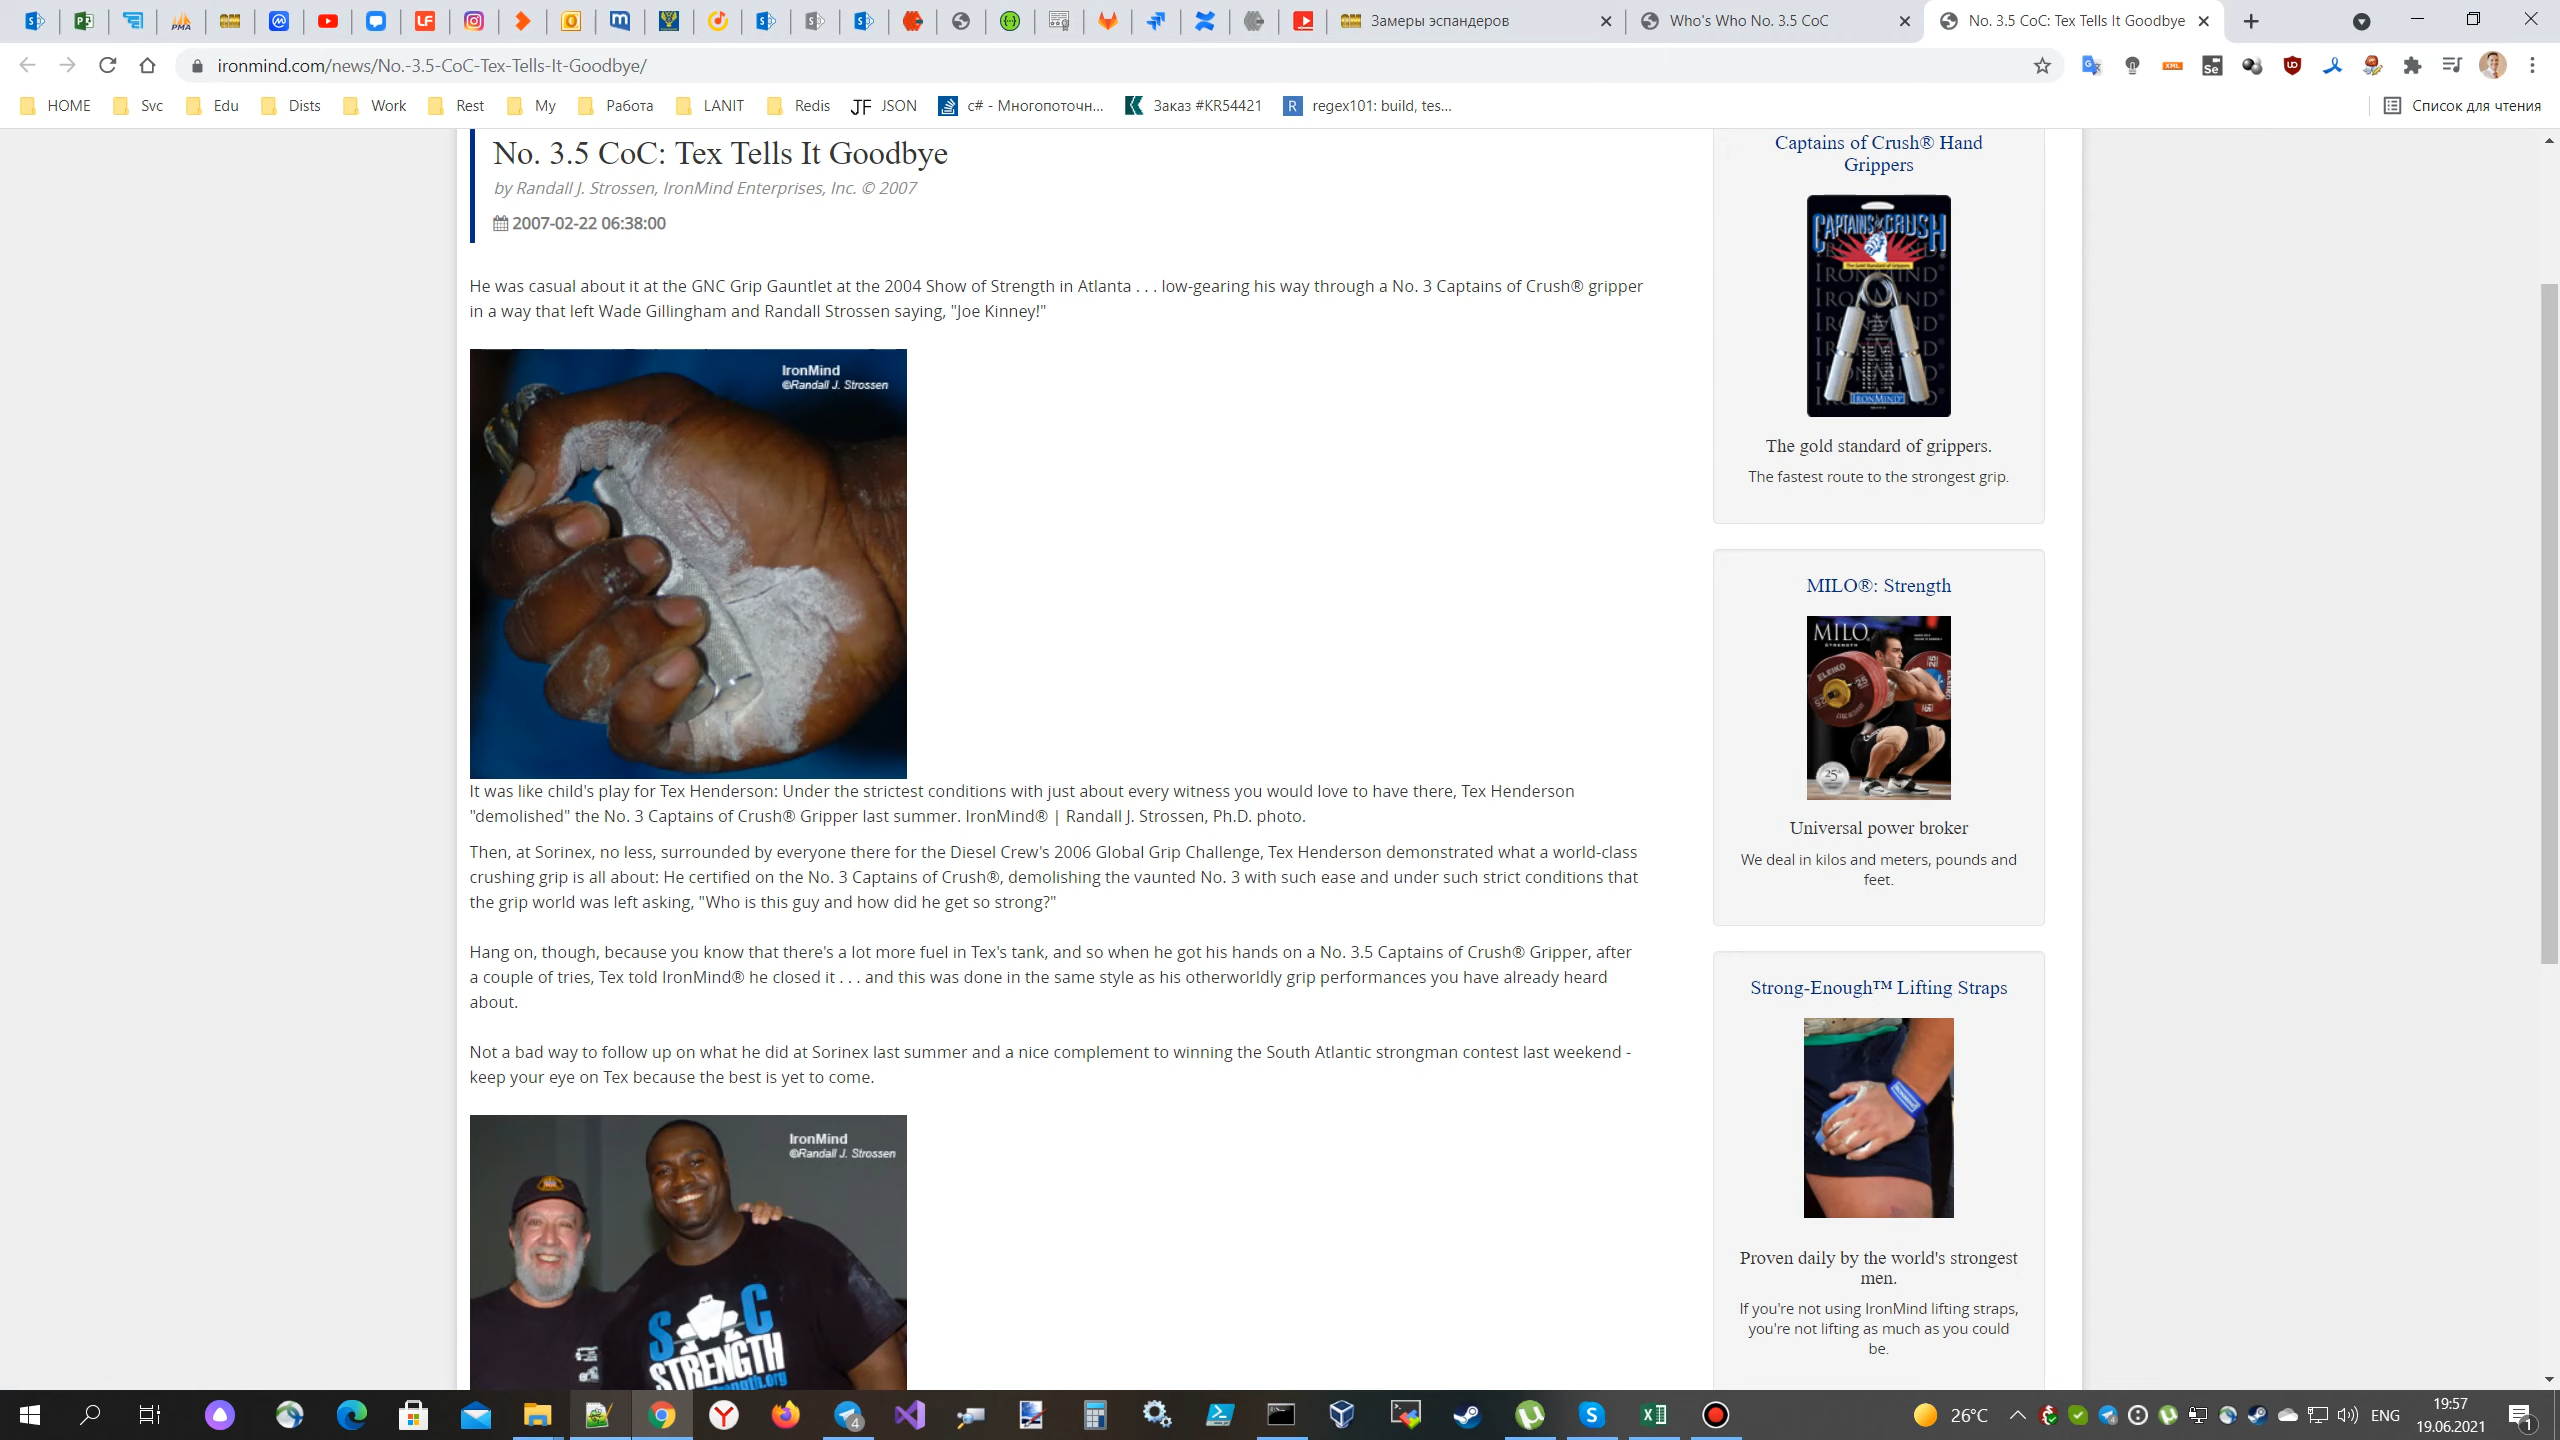 Замеры эспандеров
Who's Who No. 3.5 CoC
No. 3.5 CoC: Tex Tells It Goodbye
ironmind.com/news/No.-3.5-CoC-Tex-Tells-It-Goodbye/
HOME Svc Edu Dists Work Rest My Работа LANIT Redis JSON c# - Многопоточн... Заказ #KR54421 regex101: build, tes... Список для чтения
No. 3.5 CoC: Tex Tells It Goodbye
by Randall J. Strossen, IronMind Enterprises, Inc. © 2007
2007-02-22 06:38:00
He was casual about it at the GNC Grip Gauntlet at the 2004 Show of Strength in Atlanta . . . low-gearing his way through a No. 3 Captains of Crush® gripper
in a way that left Wade Gillingham and Randall Strossen saying, "Joe Kinney!"
IronMind
©Randall J. Strossen
It was like child's play for Tex Henderson: Under the strictest conditions with just about every witness you would love to have there, Tex Henderson
"demolished" the No. 3 Captains of Crush® Gripper last summer. IronMind® | Randall J. Strossen, Ph.D. photo.
Then, at Sorinex, no less, surrounded by everyone there for the Diesel Crew's 2006 Global Grip Challenge, Tex Henderson demonstrated what a world-class
crushing grip is all about: He certified on the No. 3 Captains of Crush®, demolishing the vaunted No. 3 with such ease and under such strict conditions that
the grip world was left asking, "Who is this guy and how did he get so strong?"
Hang on, though, because you know that there's a lot more fuel in Tex's tank, and so when he got his hands on a No. 3.5 Captains of Crush® Gripper, after
a couple of tries, Tex told IronMind® he closed it . . . and this was done in the same style as his otherworldly grip performances you have already heard
about.
Not a bad way to follow up on what he did at Sorinex last summer and a nice complement to winning the South Atlantic strongman contest last weekend -
keep your eye on Tex because the best is yet to come.
IronMind
©Randall J. Strossen
STRENGTH
Captains of Crush® Hand
Grippers
CAPTAINS of CRUSH
IRONMIND
The gold standard of grippers.
The fastest route to the strongest grip.
MILO®: Strength
MILO
STRENGTH
ELEIKO
25
Universal power broker
We deal in kilos and meters, pounds and
feet.
Strong-Enough™ Lifting Straps
Proven daily by the world's strongest
men.
If you're not using IronMind lifting straps,
you're not lifting as much as you could
be.
26°C
ENG
19:57
19.06.2021